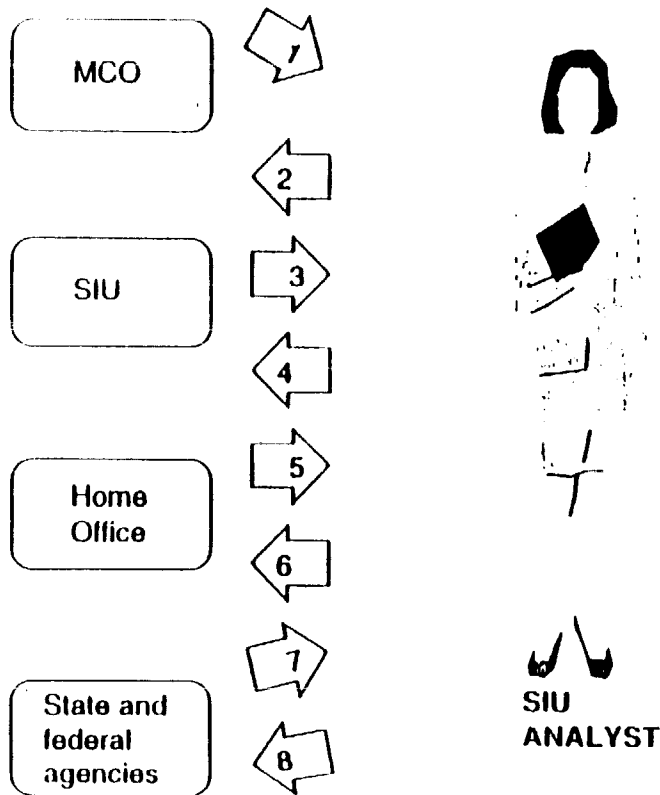 MCO
1
2
SIU
3
4
5
Home
Office
6
7
State and
federal
agencies
8
SIU
ANALYST